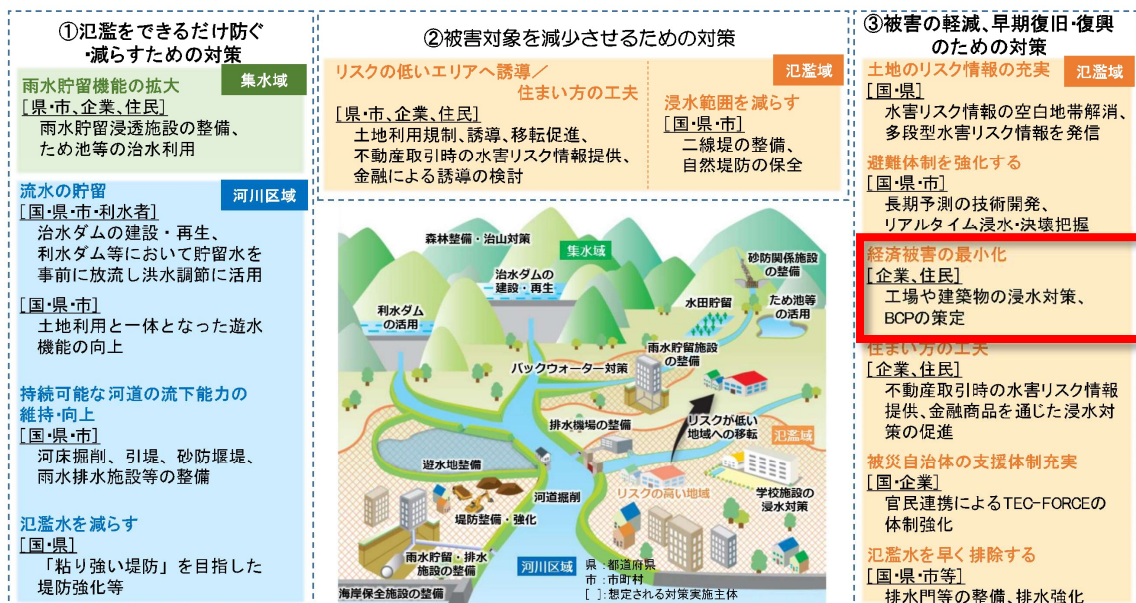 ①氾濫をできるだけ防ぐ
・減らすための対策
雨水貯留機能の拡大
集水域
[県・市、企業、住民]
雨水貯留浸透施設の整備、
ため池等の治水利用
流水の貯留
河川区域
[国・県・市・利水者]
治水ダムの建設・再生、
利水ダム等において貯留水を
事前に放流し洪水調節に活用
[国・県・市]
土地利用と一体となった遊水
機能の向上
持続可能な河道の流下能力の
維持・向上
[国・県・市]
河床掘削、引堤、砂防堰堤、
雨水排水施設等の整備
氾濫水を減らす
[国・県]
「粘り強い堤防」を目指した
堤防強化等
②被害対象を減少させるための対策
リスクの低いエリアへ誘導／
住まい方の工夫
氾濫域
[県・市、企業、住民]
土地利用規制、誘導、移転促進、
不動産取引時の水害リスク情報提供、
金融による誘導の検討
浸水範囲を減らす
[国・県・市]
二線堤の整備、
自然堤防の保全
森林整備・治山対策
集水域
砂防関係施設
の整備
治水ダムの
建設・再生
利水ダム
の活用
水田貯留
ため池等
の活用
雨水貯留施設
の整備
バックウォーター対策
排水機場の整備
リスクが低い
地域への移転
氾濫域
遊水地整備
リスクの高い地域
河道掘削
学校施設の
浸水対策
堤防整備・強化
雨水貯留・排水
施設の整備
河川区域
海岸保全施設の整備
県：都道府県
市：市町村
[ ]：想定される対策実施主体
③被害の軽減、早期復旧・復興
のための対策
土地のリスク情報の充実
氾濫域
[国・県]
水害リスク情報の空白地帯解消、
多段型水害リスク情報を発信
避難体制を強化する
[国・県・市]
長期予測の技術開発、
リアルタイム浸水・決壊把握
経済被害の最小化
[企業、住民]
工場や建築物の浸水対策、
BCPの策定
住まい方の工夫
[企業、住民]
不動産取引時の水害リスク情報
提供、金融商品を通じた浸水対
策の促進
被災自治体の支援体制充実
[国・企業]
官民連携によるTEC-FORCEの
体制強化
氾濫水を早く排除する
[国・県・市等]
排水門等の整備、排水強化